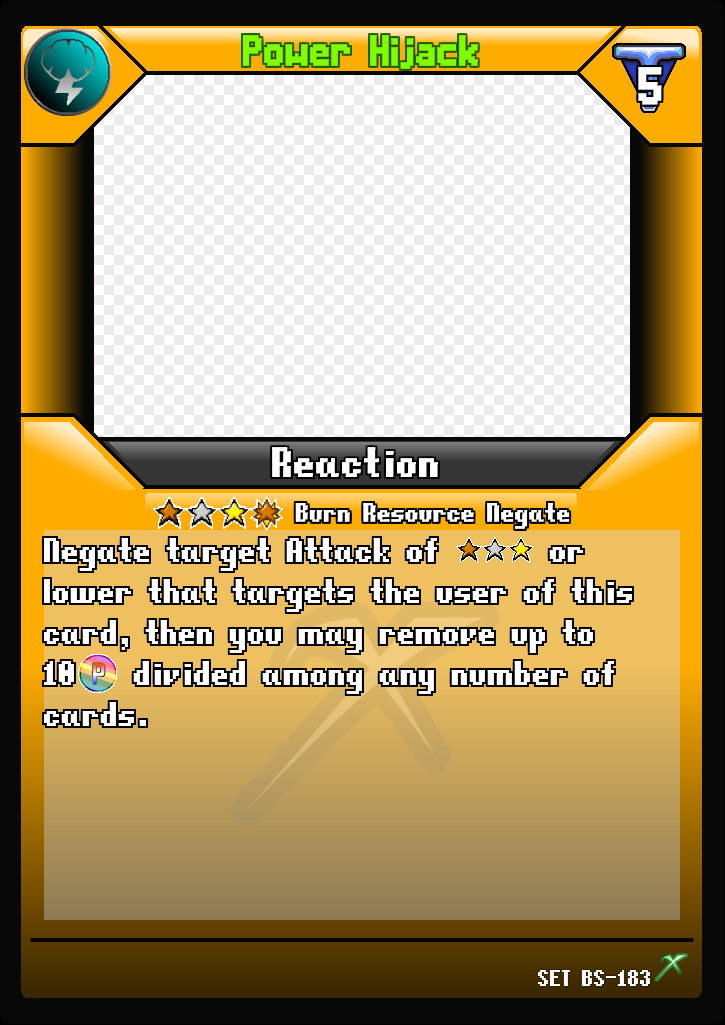 Power Hijack
5
Reaction
Burn Resource Negate
Negate target Attack of or
lower that targets the user of this
card, then you may remove up to
10 P divided among any number of
cards.
SET BS-183